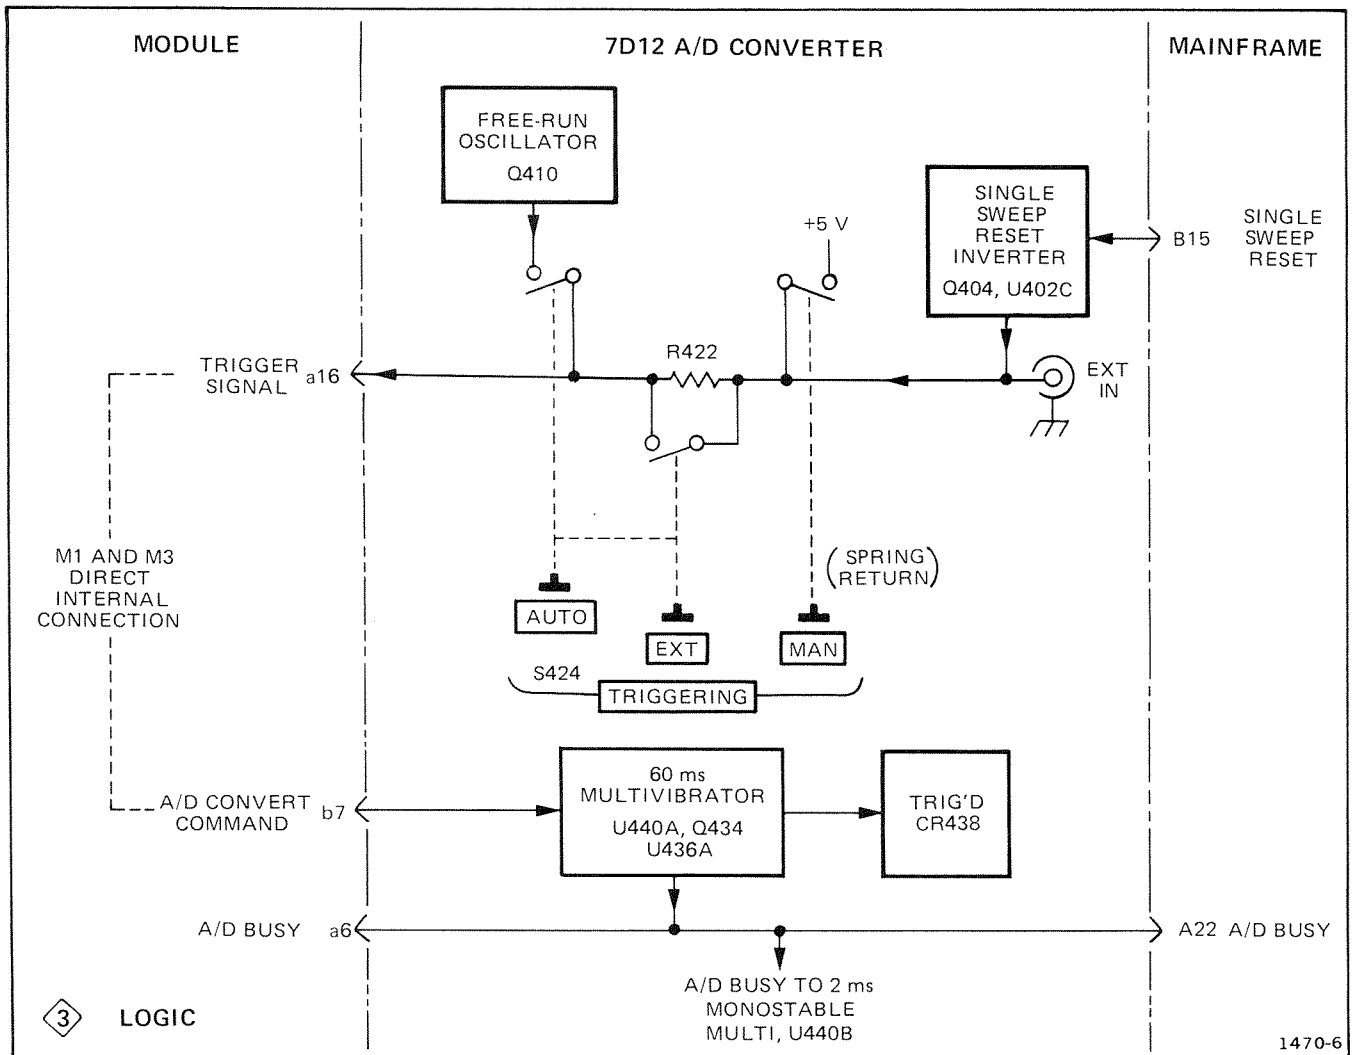 MODULE
7D12 A/D CONVERTER
MAINFRAME
FREE-RUN
OSCILLATOR
Q410
+5 V
SINGLE
SWEEP
RESET
INVERTER
Q404, U402C
B15
SINGLE
SWEEP
RESET
TRIGGER
SIGNAL
a16
R422
EXT
IN
M1 AND M3
DIRECT
INTERNAL
CONNECTION
(SPRING
RETURN)
AUTO
EXT
MAN
S424
TRIGGERING
A/D CONVERT
COMMAND
b7
60 ms
MULTIVIBRATOR
U440A, Q434
U436A
TRIG'D
CR438
A/D BUSY a6
A22 A/D BUSY
A/D BUSY TO 2 ms
MONOSTABLE
MULTI, U440B
3 LOGIC
1470-6